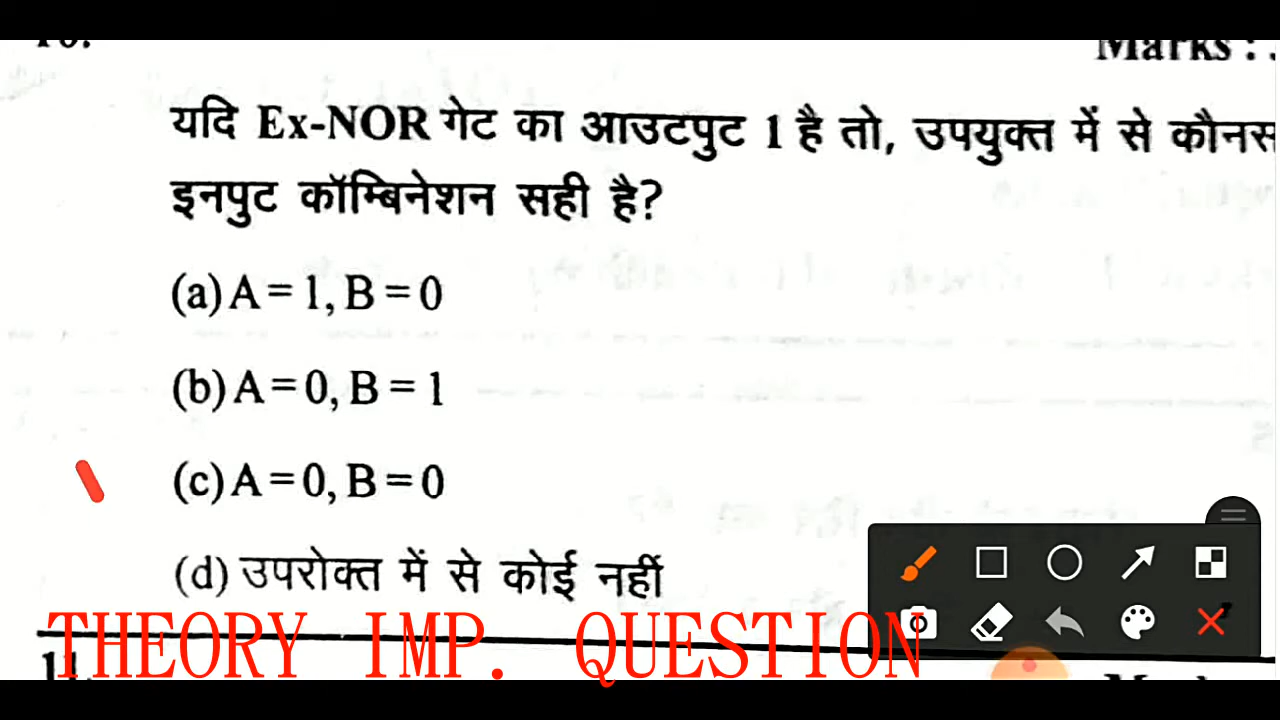 Marks :
यदि Ex-NOR गेट का आउटपुट 1 है तो, उपयुक्त में से कौनस
इनपुट कॉम्बिनेशन सही है?
(a) A = 1, B = 0
(b) A = 0, B = 1
(c) A = 0, B = 0
(d) उपरोक्त में से कोई नहीं
THEORY IMP. QUESTION